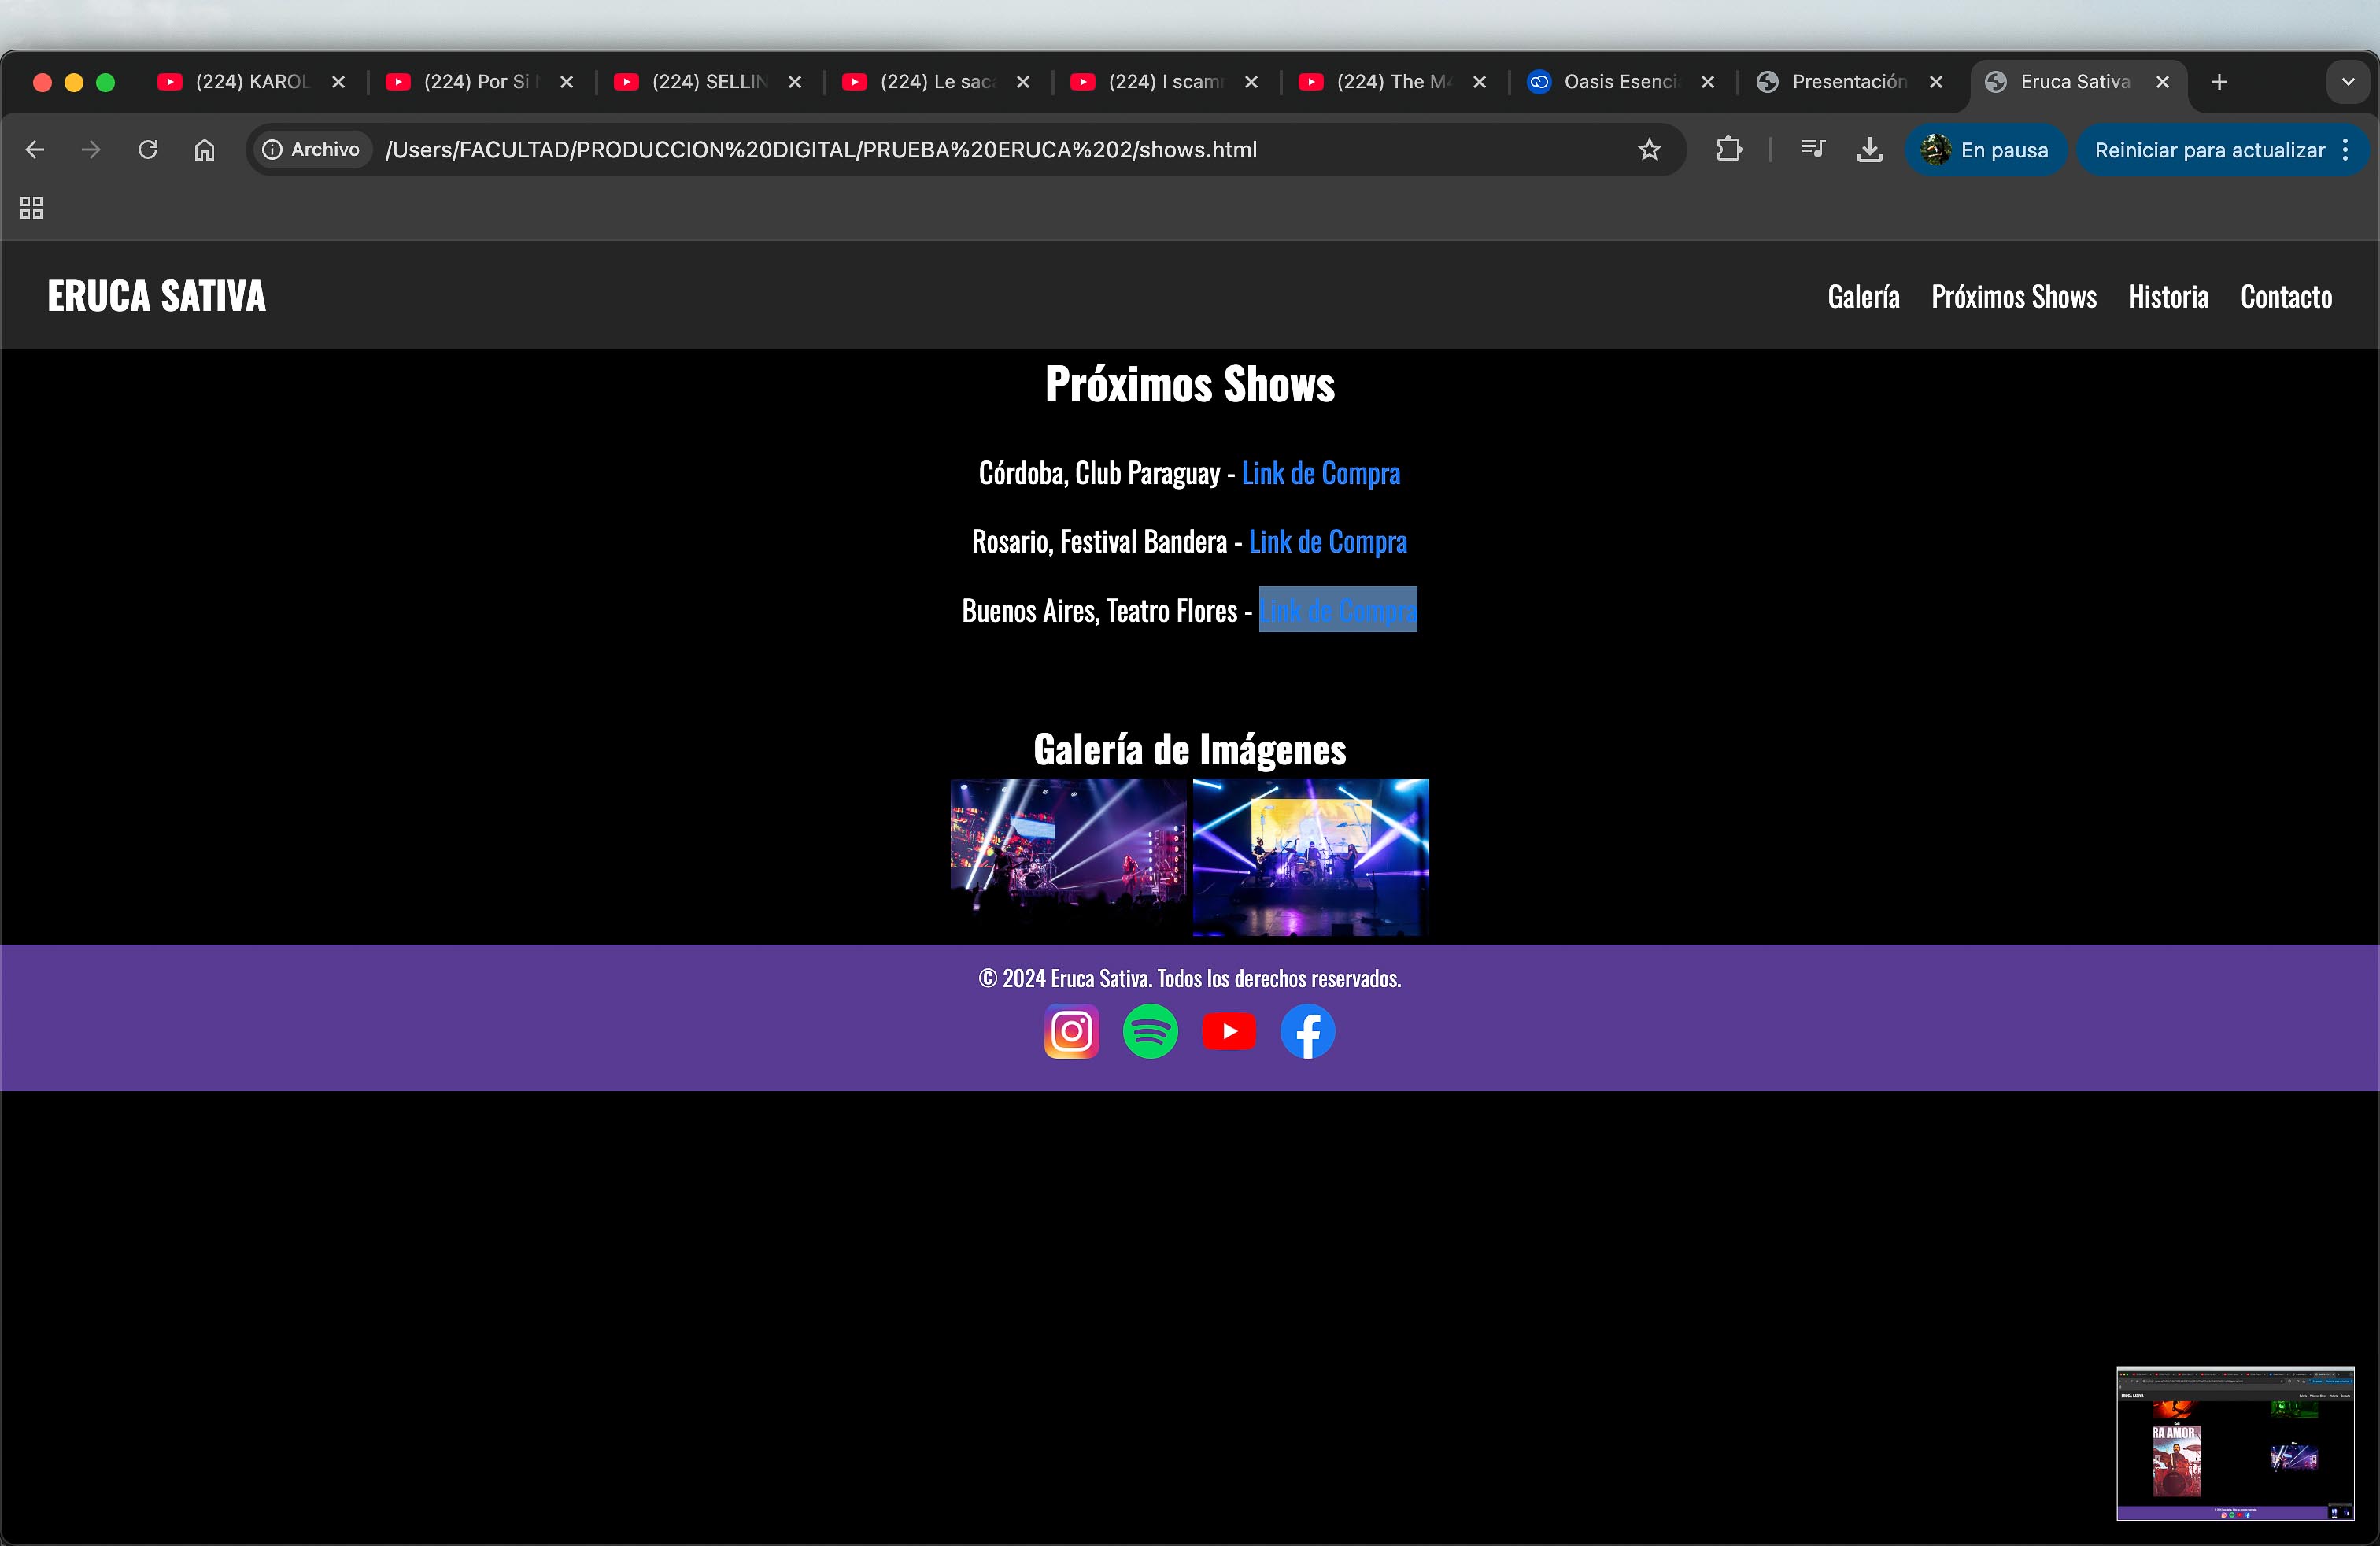 (224) KAROL
(224) Por Si
(224) SELLIN
(224) Le sac
(224) I scam
(224) The M
Oasis Esenci
Presentación
Eruca Sativa
Archivo
/Users/FACULTAD/PRODUCCION%20DIGITAL/PRUEBA%20ERUCA%202/shows.html
En pausa
Reiniciar para actualizar
ERUCA SATIVA
Galería
Próximos Shows
Historia
Contacto
Próximos Shows
Córdoba, Club Paraguay - Link de Compra
Rosario, Festival Bandera - Link de Compra
Buenos Aires, Teatro Flores - Link de Compra
Galería de Imágenes
© 2024 Eruca Sativa. Todos los derechos reservados.
ERUCA SATIVA
RA AMOR